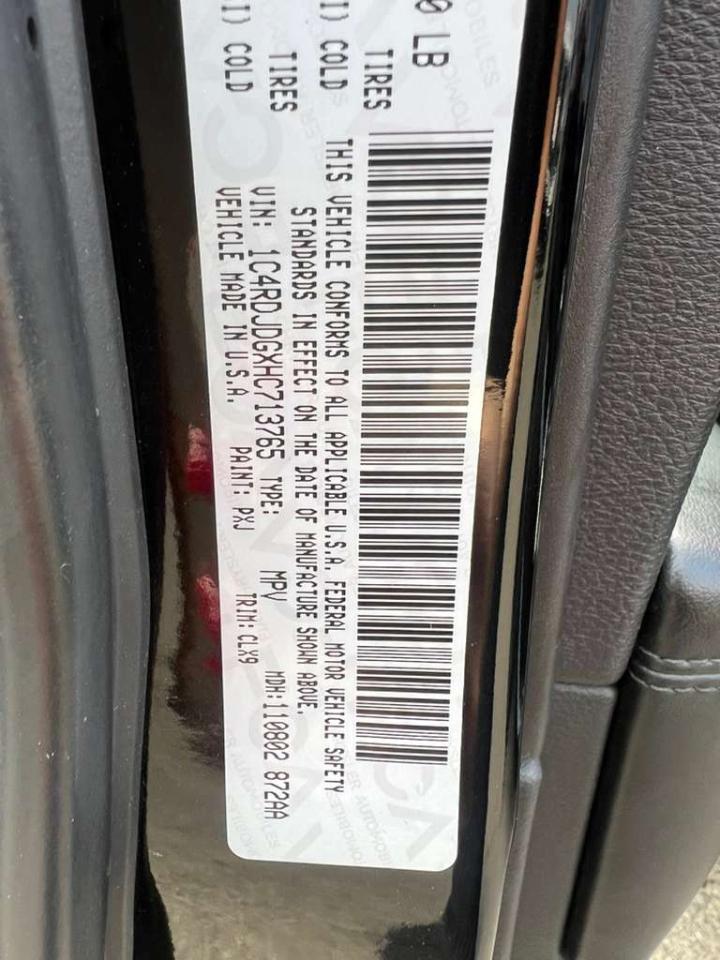 0 LB
TIRES
I) COLD
TIRES
I) COLD
THIS VEHICLE CONFORMS TO ALL APPLICABLE U.S.A. FEDERAL MOTOR VEHICLE SAFETY
STANDARDS IN EFFECT ON THE DATE OF MANUFACTURE SHOWN ABOVE.
VIN: 1C4RDJDGXHC713765 TYPE: MPV MDH:110802 872AA
VEHICLE MADE IN U.S.A. PAINT: PXJ TRIM: CLX9